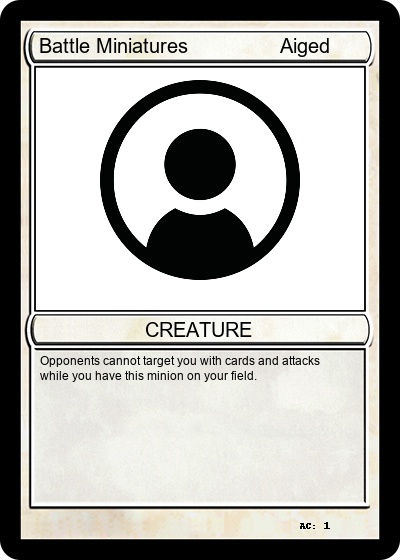 Battle Miniatures Aiged
CREATURE
Opponents cannot target you with cards and attacks
while you have this minion on your field.
AC: 1